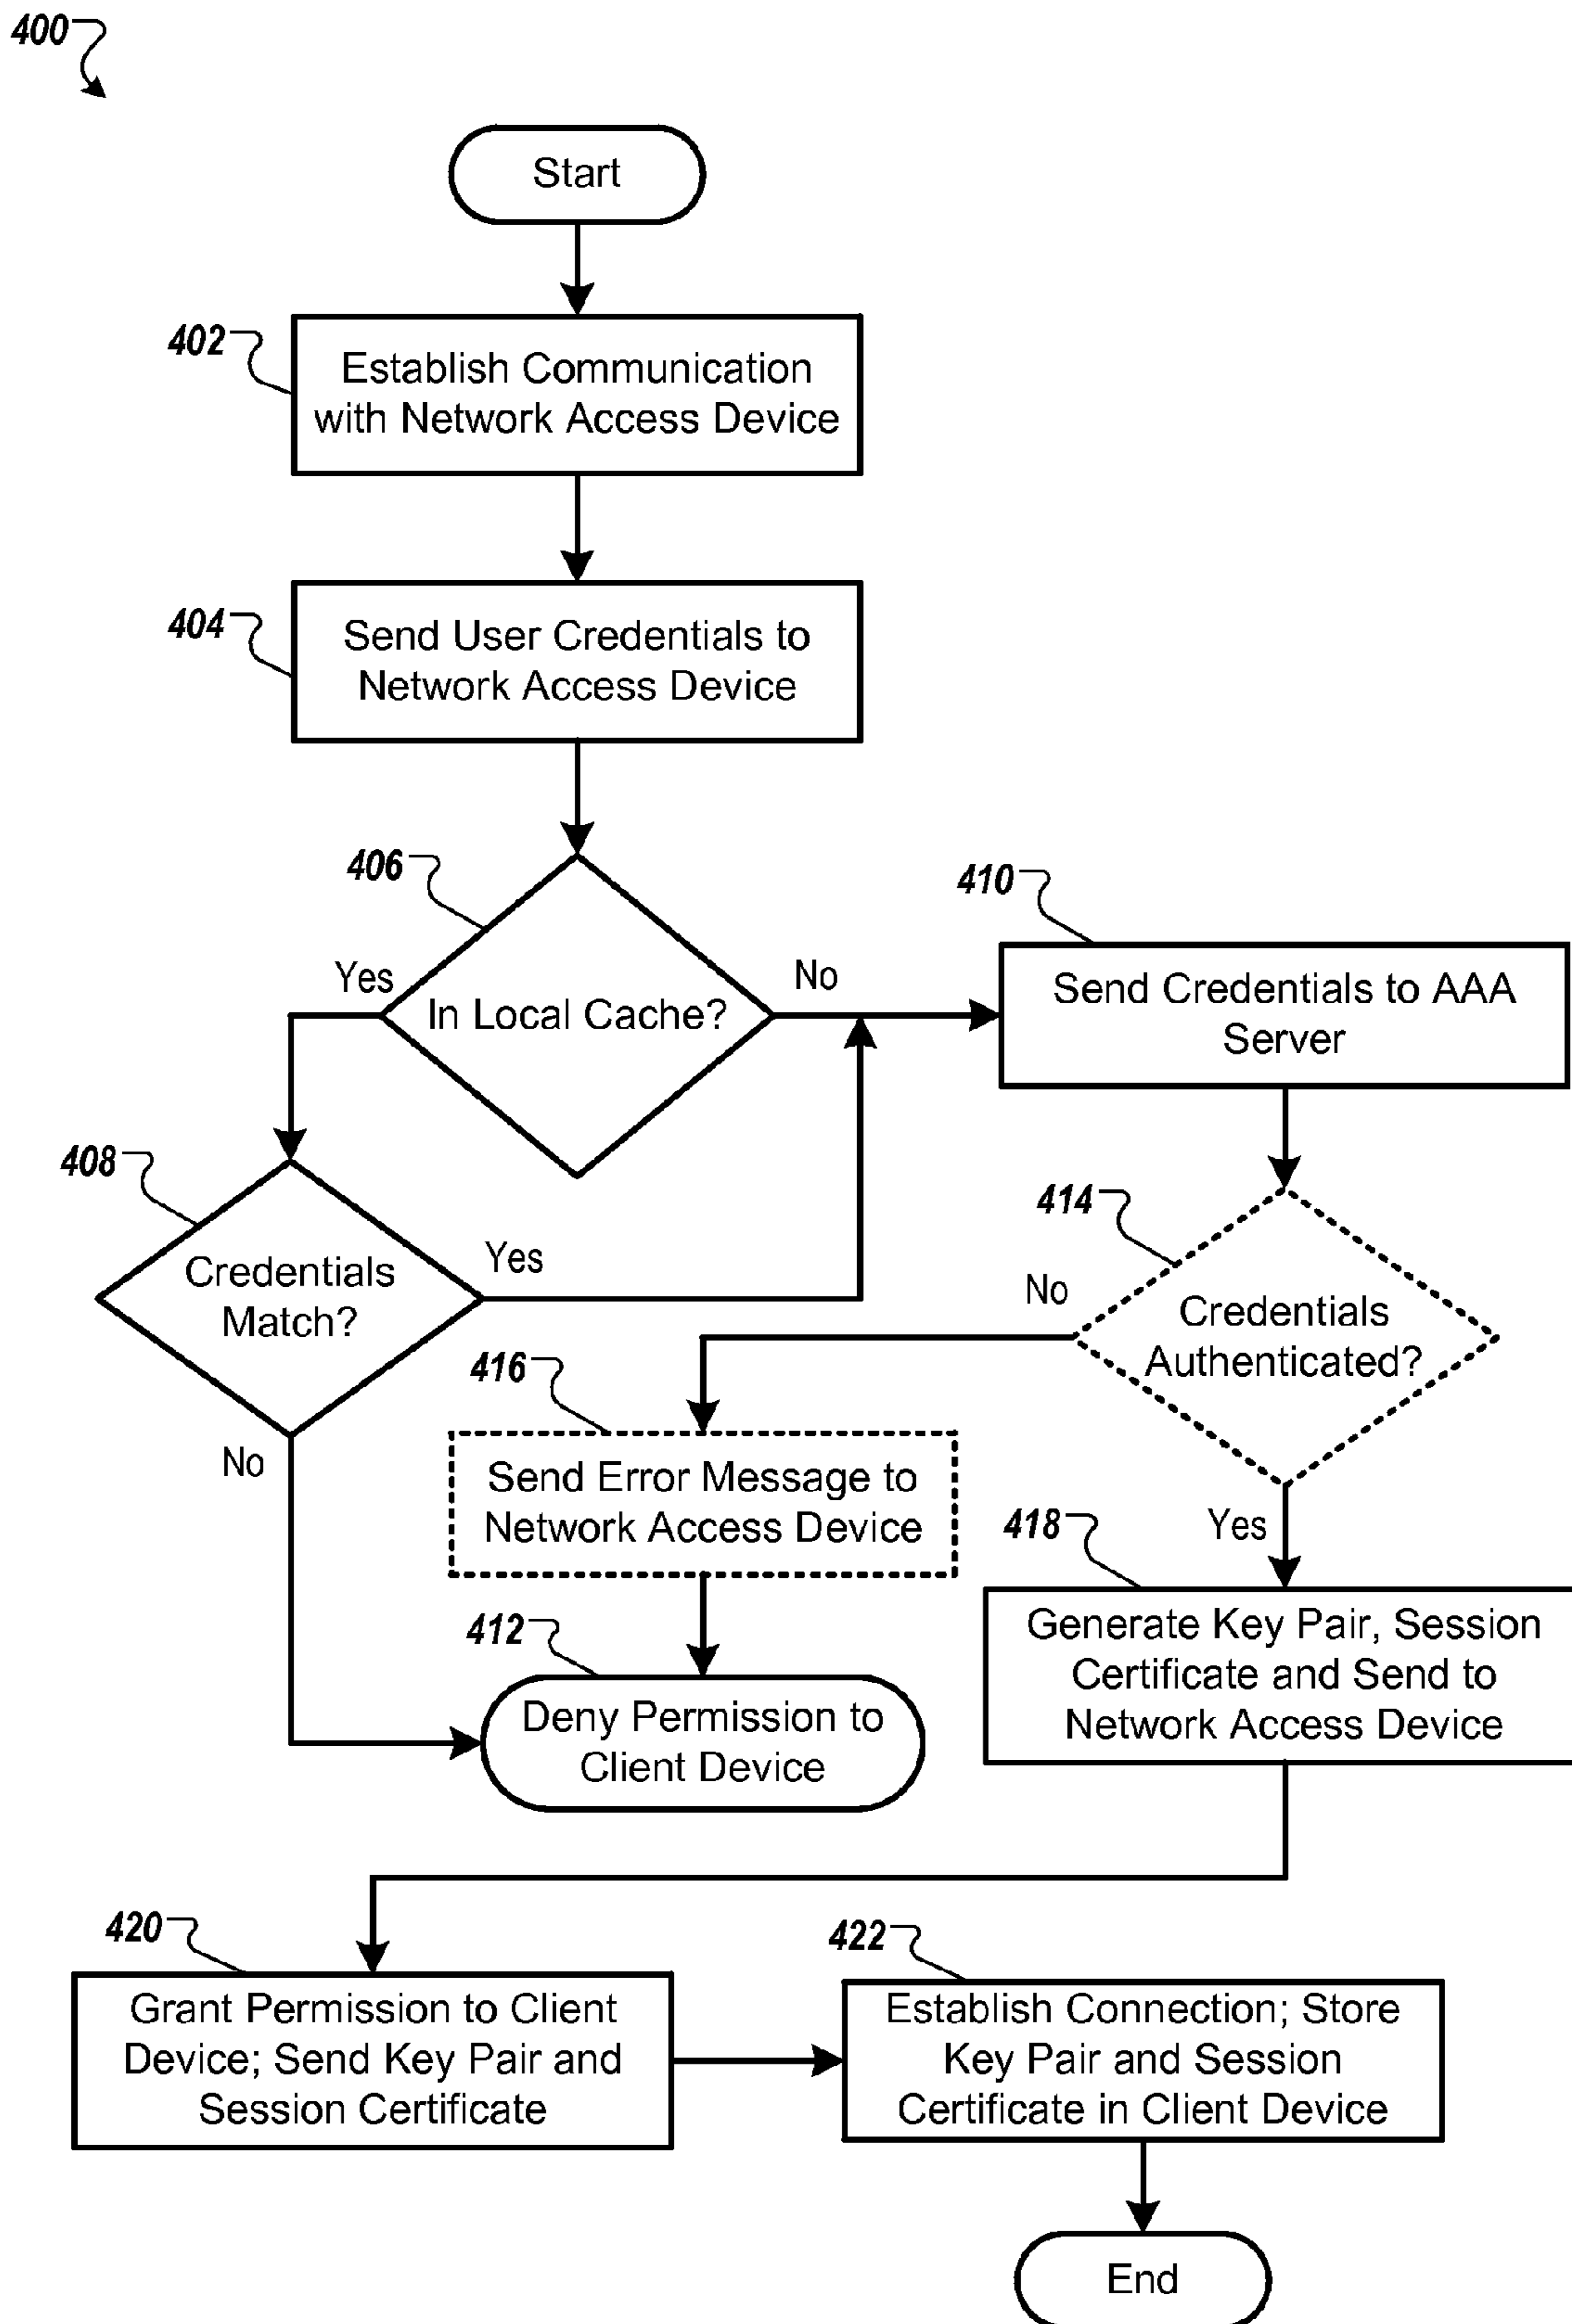 400
Start
402
Establish Communication
with Network Access Device
404
Send User Credentials to
Network Access Device
406
Yes
In Local Cache?
No
410
Send Credentials to AAA
Server
408
Credentials
Match?
Yes
No
414
No
Credentials
Authenticated?
Yes
416
Send Error Message to
Network Access Device
418
Generate Key Pair, Session
Certificate and Send to
Network Access Device
412
Deny Permission to
Client Device
420
Grant Permission to Client
Device; Send Key Pair and
Session Certificate
422
Establish Connection; Store
Key Pair and Session
Certificate in Client Device
End